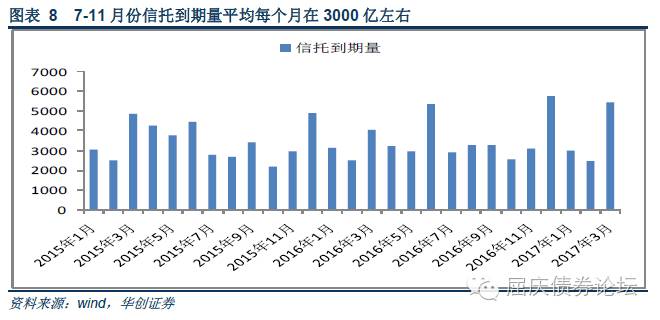 图表 8 7-11 月份信托到期量平均每个月在 3000 亿左右
信托到期量
7000
6000
5000
4000
3000
2000
1000
0
2015年1月
2015年3月
2015年5月
2015年7月
2015年9月
2015年11月
2016年1月
2016年3月
2016年5月
2016年7月
2016年9月
2016年11月
2017年1月
2017年3月
屈庆债券论坛
资料来源：wind，华创证券